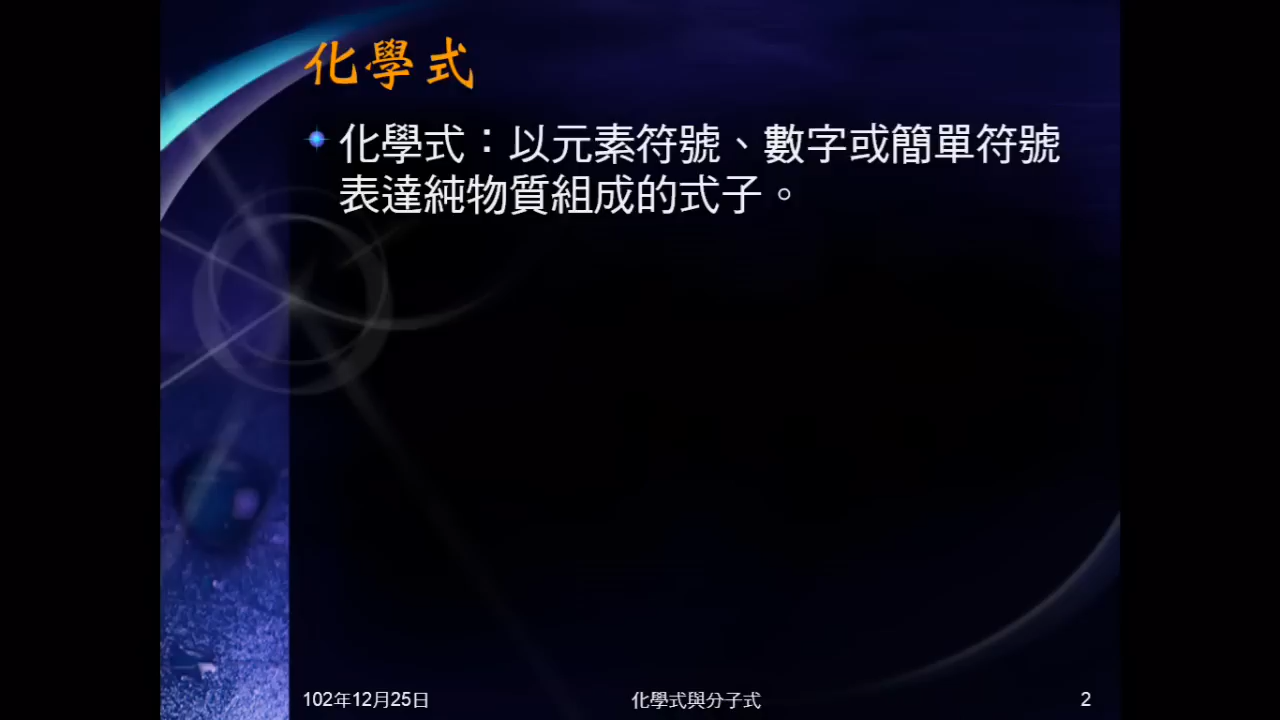 化學式
化學式：以元素符號、數字或簡單符號
表達純物質組成的式子。
102年12月25日 化學式與分子式 2